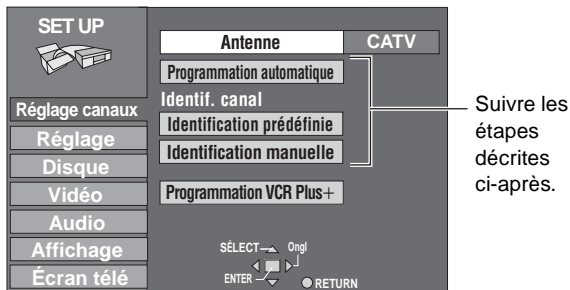 SET UP
Antenne CATV
Programmation automatique
Identif. canal
Identification prédéfinie
Identification manuelle
Programmation VCR Plus+
Réglage canaux
Réglage
Disque
Vidéo
Audio
Affichage
Écran télé
SÉLECT
Ongl
ENTER
RETURN
Suivre les
étapes
décrites
ci-après.